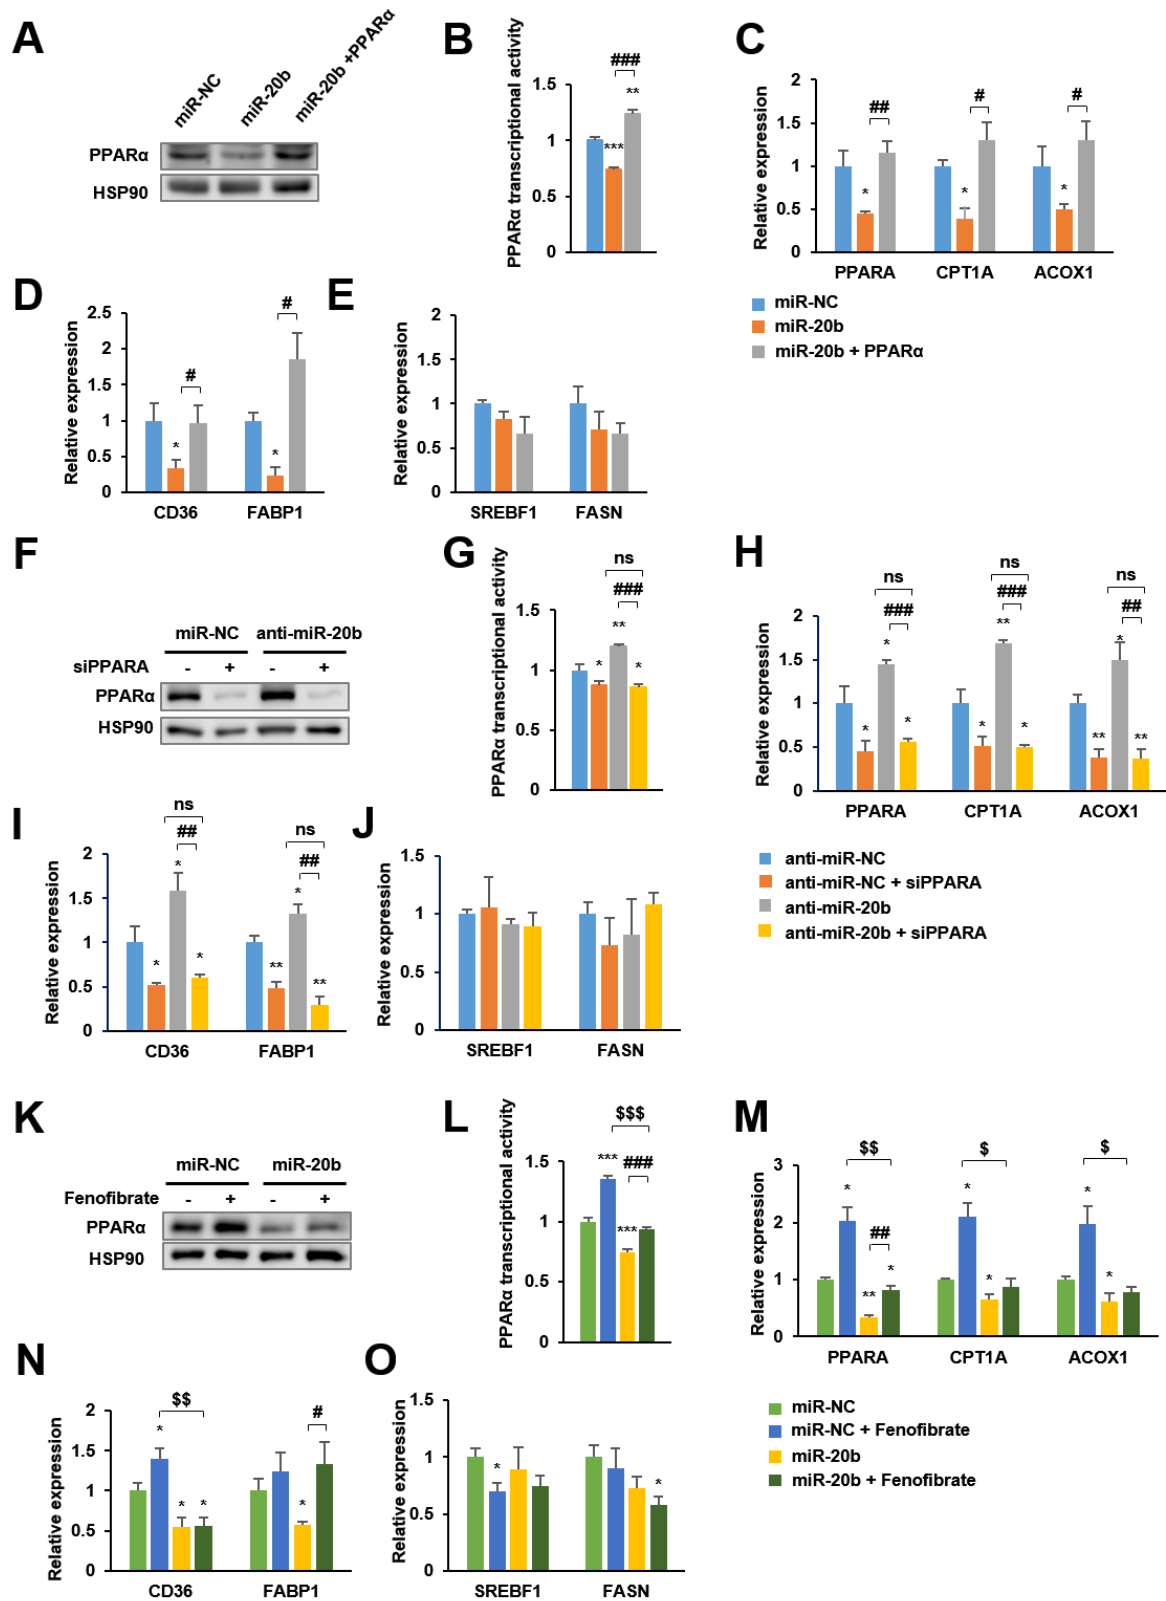 A
miR-NC
miR-20b
miR-20b +PPARα
PPARα
HSP90
B
PPARα transcriptional activity
1.5
1
0.5
0
###
***
**
C
Relative expression
2
1.5
1
0.5
0
##
#
#
*
*
*
PPARA
CPT1A
ACOX1
miR-NC
miR-20b
miR-20b + PPARα
D
Relative expression
2.5
2
1.5
1
0.5
0
#
#
*
*
CD36
FABP1
E
Relative expression
2
1.5
1
0.5
0
SREBF1
FASN
F
miR-NC
anti-miR-20b
siPPARA
-
+
-
+
PPARα
HSP90
G
PPARα transcriptional activity
1.5
1
0.5
0
ns
###
*
**
*
H
Relative expression
2
1.5
1
0.5
0
ns
###
ns
###
ns
##
*
*
*
*
**
*
**
*
**
PPARA
CPT1A
ACOX1
anti-miR-NC
anti-miR-NC + siPPARA
anti-miR-20b
anti-miR-20b + siPPARA
I
Relative expression
2
1.5
1
0.5
0
ns
##
ns
##
*
*
*
**
*
**
CD36
FABP1
J
Relative expression
1.5
1
0.5
0
SREBF1
FASN
K
miR-NC
miR-20b
Fenofibrate
-
+
-
+
PPARα
HSP90
L
PPARα transcriptional activity
1.5
1
0.5
0
$$$
###
***
***
M
Relative expression
3
2
1
0
$$
##
$
$
*
**
*
*
*
*
*
PPARA
CPT1A
ACOX1
miR-NC
miR-NC + Fenofibrate
miR-20b
miR-20b + Fenofibrate
N
Relative expression
2
1.5
1
0.5
0
$$
#
*
*
*
*
CD36
FABP1
O
Relative expression
1.5
1
0.5
0
*
*
SREBF1
FASN